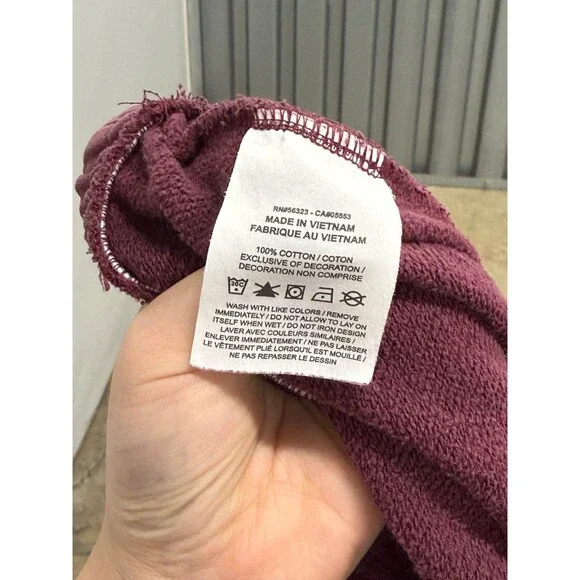 RN#56323 - CA#05553
MADE IN VIETNAM
FABRIQUE AU VIETNAM
100% COTTON / COTON
EXCLUSIVE OF DECORATION /
DECORATION NON COMPRISE
30C
WASH WITH LIKE COLORS / REMOVE
IMMEDIATELY / DO NOT ALLOW TO LAY ON
ITSELF WHEN WET / DO NOT IRON DESIGN
LAVER AVEC COULEURS SIMILAIRES /
ENLEVER IMMEDIATEMENT / NE PAS LAISSER
LE VÊTEMENT PLIÉ LORSQU'IL EST MOUILLÉ /
NE PAS REPASSER LE DESSIN